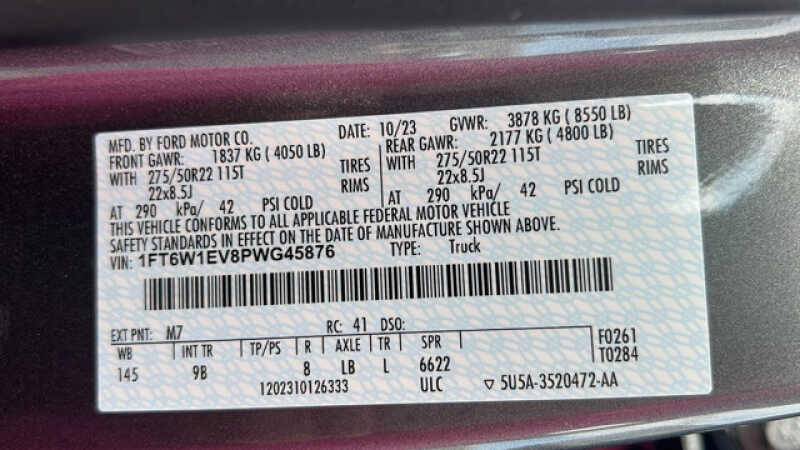 MFD. BY FORD MOTOR CO. DATE: 10/23 GVWR: 3878 KG ( 8550 LB)
FRONT GAWR: 1837 KG ( 4050 LB) REAR GAWR: 2177 KG ( 4800 LB)
WITH 275/50R22 115T TIRES WITH 275/50R22 115T TIRES
22x8.5J RIMS 22x8.5J RIMS
AT 290 kPa/ 42 PSI COLD AT 290 kPa/ 42 PSI COLD
THIS VEHICLE CONFORMS TO ALL APPLICABLE FEDERAL MOTOR VEHICLE
SAFETY STANDARDS IN EFFECT ON THE DATE OF MANUFACTURE SHOWN ABOVE.
VIN: 1FT6W1EV8PWG45876 TYPE: Truck
EXT PNT: M7 RC: 41 DSO:
WB INT TR TP/PS R AXLE TR SPR F0261
145 9B 8 LB L 6622 T0284
1202310126333 ULC ▽ 5U5A-3520472-AA